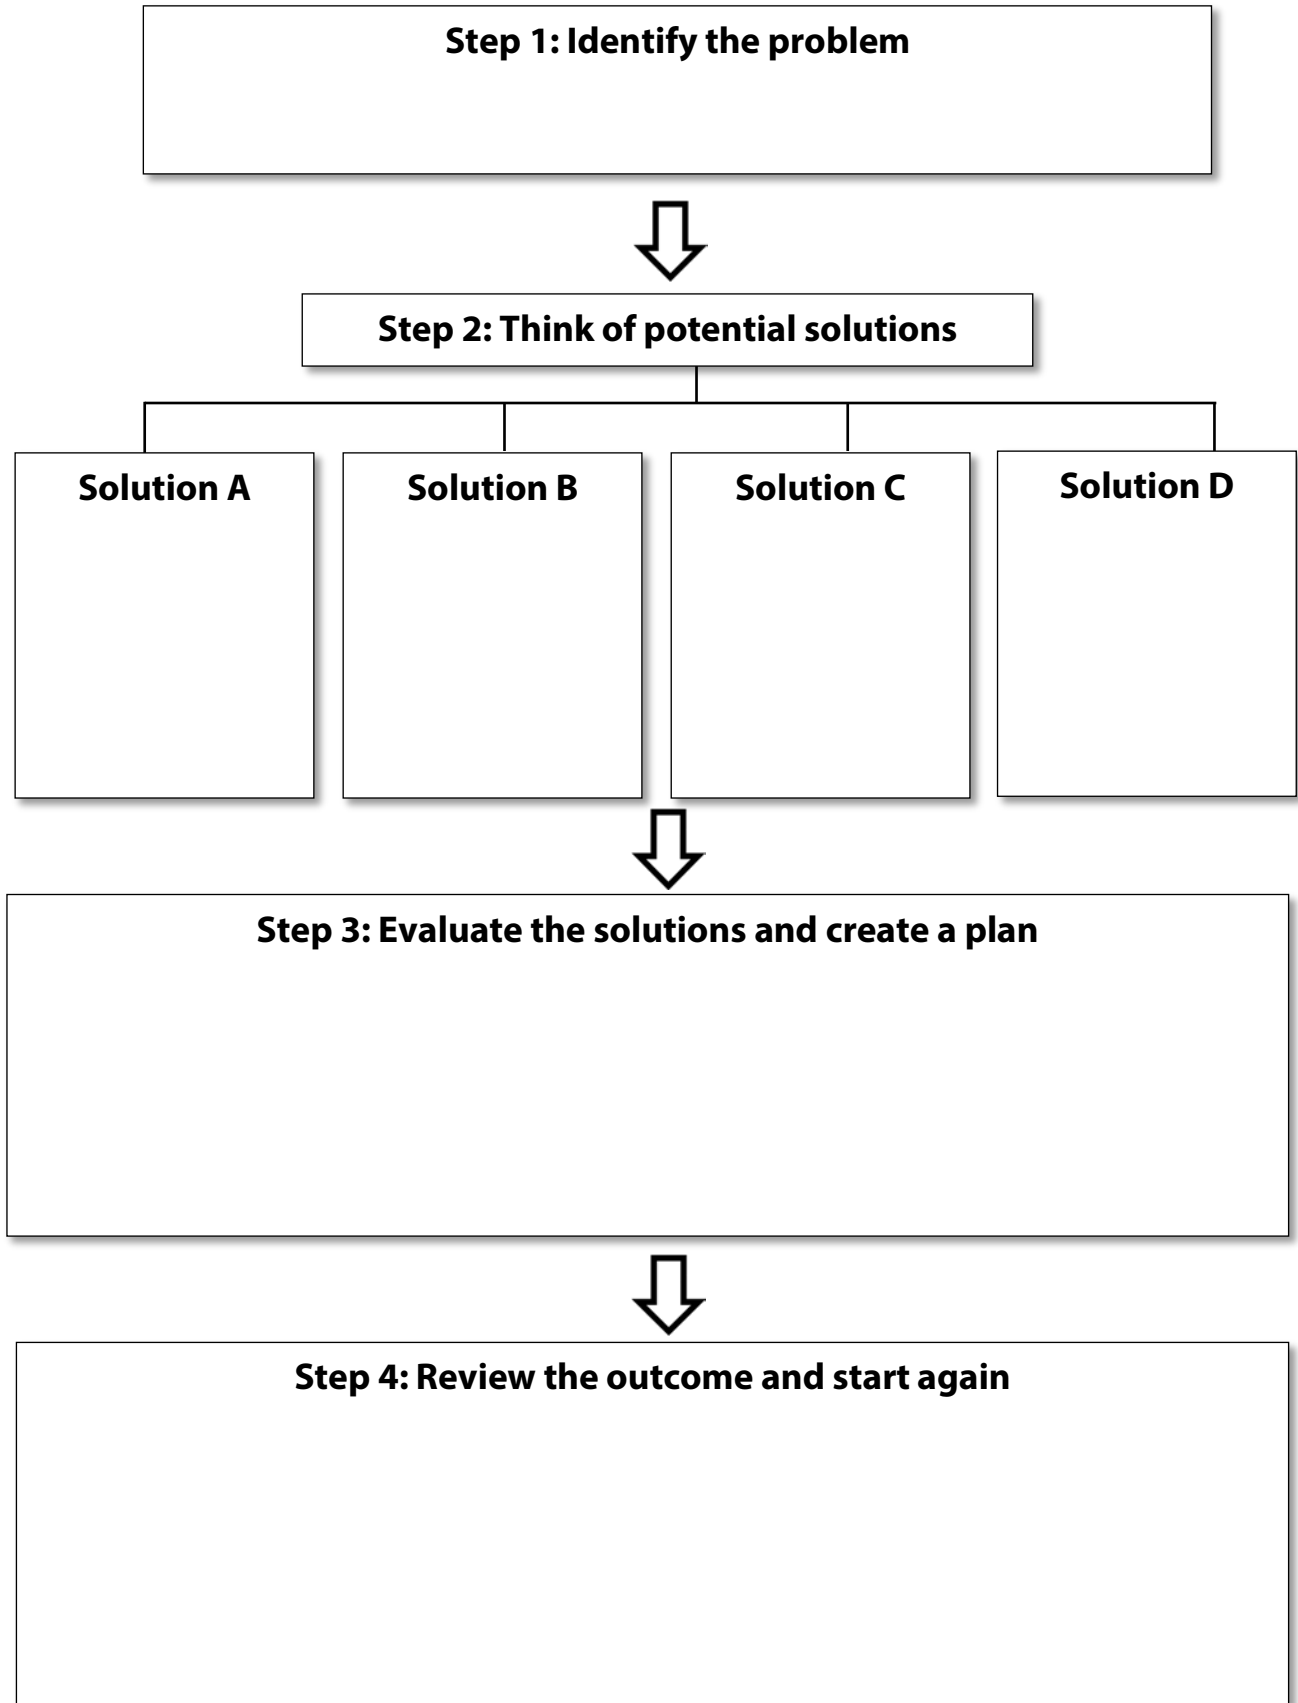 Step 1: Identify the problem
Step 2: Think of potential solutions
Solution A
Solution B
Solution C
Solution D
Step 3: Evaluate the solutions and create a plan
Step 4: Review the outcome and start again